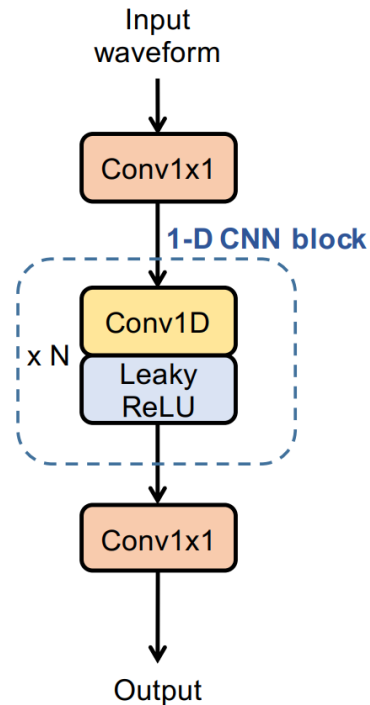 Input
waveform
Conv1x1
1-D CNN block
Conv1D
x N
Leaky
ReLU
Conv1x1
Output